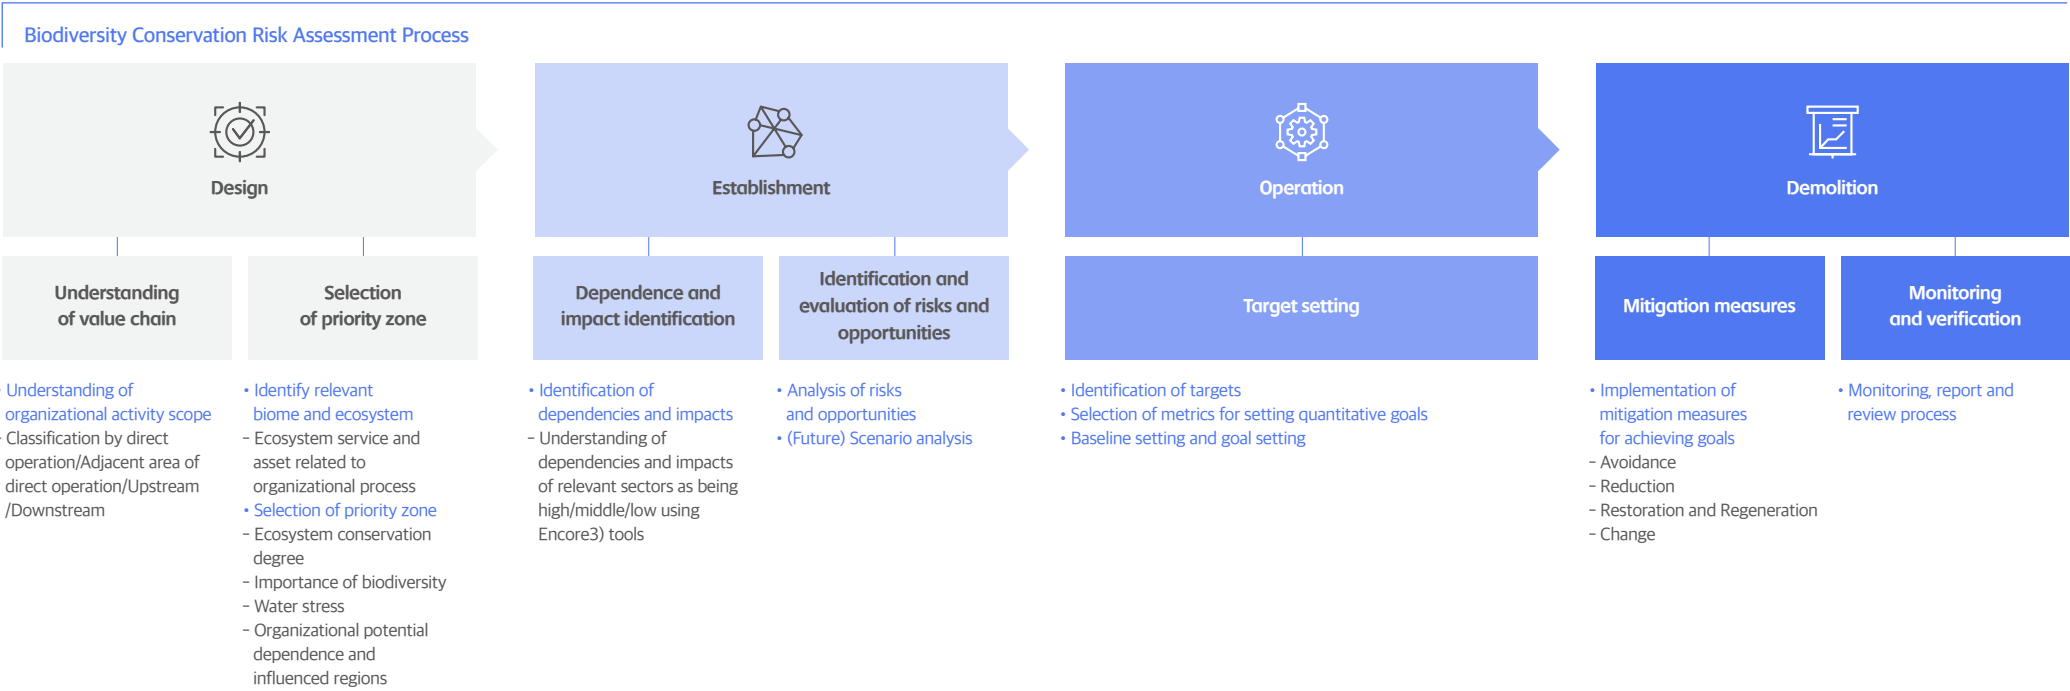 Biodiversity Conservation Risk Assessment Process
Design
Understanding
of value chain
• Understanding of
organizational activity scope
- Classification by direct
operation/Adjacent area of
direct operation/Upstream
/Downstream
Selection
of priority zone
• Identify relevant
biome and ecosystem
- Ecosystem service and
asset related to
organizational process
• Selection of priority zone
- Ecosystem conservation
degree
- Importance of biodiversity
- Water stress
- Organizational potential
dependence and
influenced regions
Establishment
Dependence and
impact identification
• Identification of
dependencies and impacts
- Understanding of
dependencies and impacts
of relevant sectors as being
high/middle/low using
Encore3) tools
Identification and
evaluation of risks and
opportunities
• Analysis of risks
and opportunities
• (Future) Scenario analysis
Operation
Target setting
• Identification of targets
• Selection of metrics for setting quantitative goals
• Baseline setting and goal setting
Demolition
Mitigation measures
• Implementation of
mitigation measures
for achieving goals
- Avoidance
- Reduction
- Restoration and Regeneration
- Change
Monitoring
and verification
• Monitoring, report and
review process